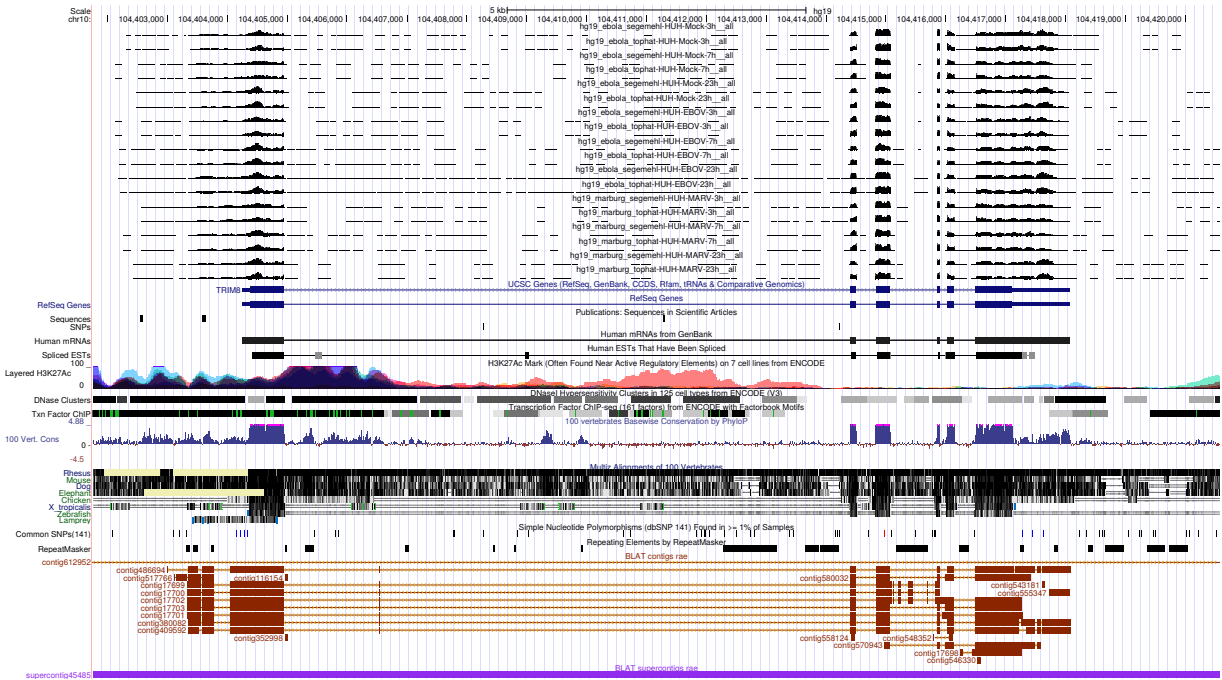 Scale 5 kb hg19
chr10: 104,403,000 104,404,000 104,405,000 104,406,000 104,407,000 104,408,000 104,409,000 104,410,000 104,411,000 104,412,000 104,413,000 104,414,000 104,415,000 104,416,000 104,417,000 104,418,000 104,419,000 104,420,000
hg19_ebola_segemehl-HUH-Mock-3h__all
hg19_ebola_tophat-HUH-Mock-3h__all
hg19_ebola_segemehl-HUH-Mock-7h__all
hg19_ebola_tophat-HUH-Mock-7h__all
hg19_ebola_segemehl-HUH-Mock-23h__all
hg19_ebola_tophat-HUH-Mock-23h__all
hg19_ebola_segemehl-HUH-EBOV-3h__all
hg19_ebola_tophat-HUH-EBOV-3h__all
hg19_ebola_segemehl-HUH-EBOV-7h__all
hg19_ebola_tophat-HUH-EBOV-7h__all
hg19_ebola_segemehl-HUH-EBOV-23h__all
hg19_ebola_tophat-HUH-EBOV-23h__all
hg19_marburg_segemehl-HUH-MARV-3h__all
hg19_marburg_tophat-HUH-MARV-3h__all
hg19_marburg_segemehl-HUH-MARV-7h__all
hg19_marburg_tophat-HUH-MARV-7h__all
hg19_marburg_segemehl-HUH-MARV-23h__all
hg19_marburg_tophat-HUH-MARV-23h__all
UCSC Genes (RefSeq, GenBank, CCDS, Rfam, tRNAs & Comparative Genomics)
TRIM8
RefSeq Genes
RefSeq Genes
Publications: Sequences in Scientific Articles
Sequences
SNPs
Human mRNAs from GenBank
Human mRNAs
Human ESTs That Have Been Spliced
Spliced ESTs
H3K27Ac Mark (Often Found Near Active Regulatory Elements) on 7 cell lines from ENCODE
100
Layered H3K27Ac
0
DNaseI Hypersensitivity Clusters in 125 cell types from ENCODE (V3)
DNase Clusters
Transcription Factor ChIP-seq (161 factors) from ENCODE with Factorbook Motifs
Txn Factor ChIP
100 vertebrates Basewise Conservation by PhyloP
4.88
100 Vert. Cons
0
-4.5
Multiz Alignments of 100 Vertebrates
Rhesus
Mouse
Dog
Elephant
Chicken
X_tropicalis
Zebrafish
Lamprey
Simple Nucleotide Polymorphisms (dbSNP 141) Found in >= 1% of Samples
Common SNPs(141)
Repeating Elements by RepeatMasker
RepeatMasker
BLAT contigs rae
contig612952
contig486694
contig517766 contig116154 contig580032
contig17699 contig543181
contig17700 contig555347
contig17702
contig17703
contig17701
contig380082
contig409592
contig352998 contig558124 contig548352
contig570943
contig17698
contig546330
BLAT supercontigs rae
supercontig45485